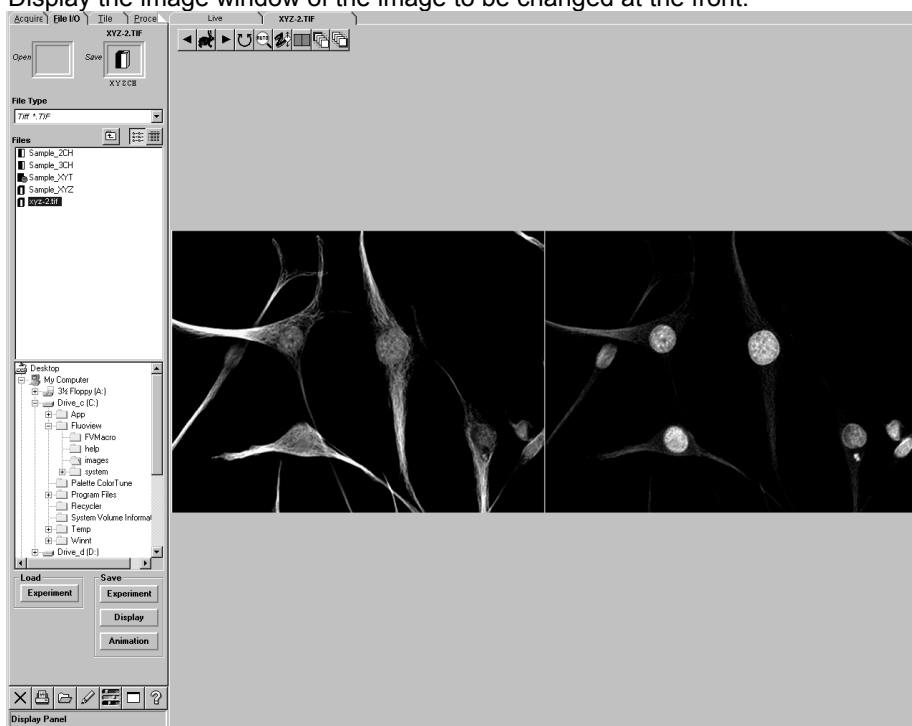 Display the image window of the image to be changed at the front.
Acquire File I/O Tile Proce
Live XYZ-2.TIF
XYZ-2.TIF
Open Save
XYZCH
AUTO
File Type
Tiff *.TIF
Files
Sample_2CH
Sample_3CH
Sample_XYT
Sample_XYZ
xyz-2.tif
Desktop
My Computer
3½ Floppy (A:)
Drive_c (C:)
App
Fluoview
FVMacro
help
images
system
Palette ColorTune
Program Files
Recycler
System Volume Informat
Temp
Winnt
Drive_d (D:)
Load Save
Experiment Experiment
Display
Animation
Display Panel